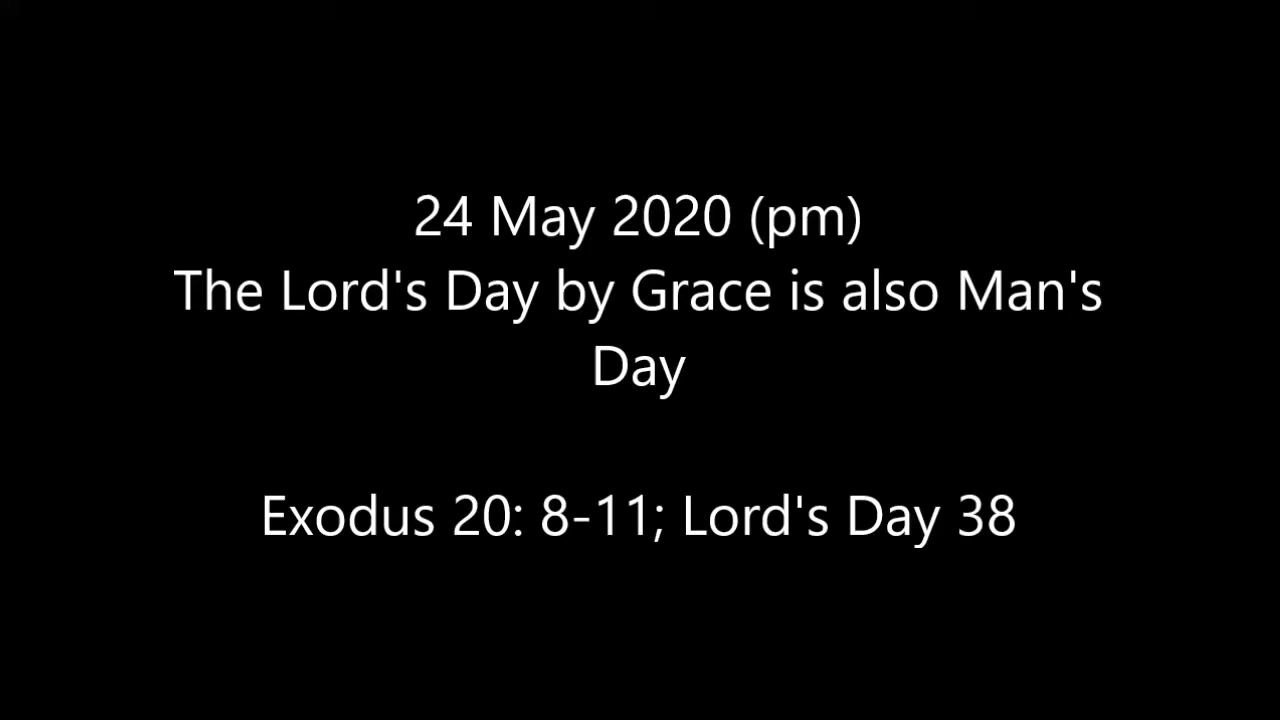 24 May 2020 (pm)
The Lord's Day by Grace is also Man's
Day
Exodus 20: 8-11; Lord's Day 38